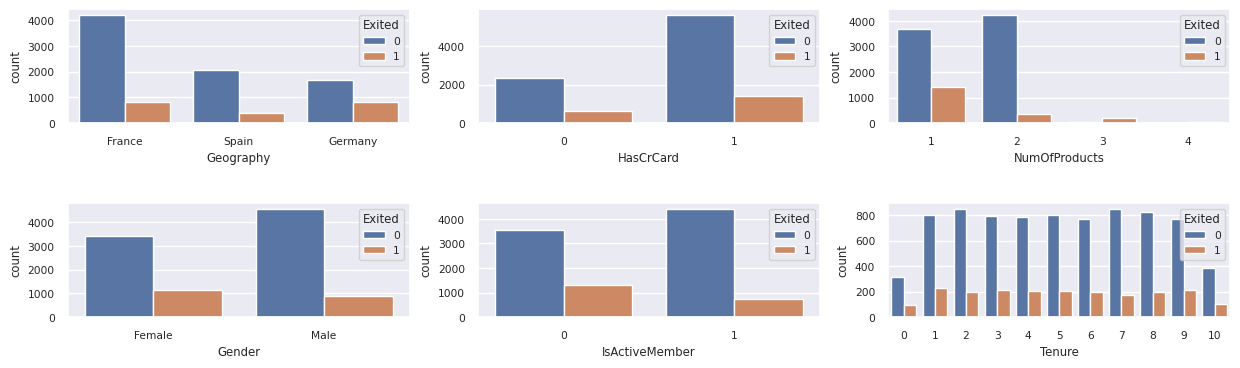 Exited
0
1
4000
3000
2000
1000
0
count
France Spain Germany
Geography
Exited
0
1
4000
2000
0
count
0 1
HasCrCard
Exited
0
1
4000
3000
2000
1000
0
count
1 2 3 4
NumOfProducts
Exited
0
1
4000
3000
2000
1000
0
count
Female Male
Gender
Exited
0
1
4000
3000
2000
1000
0
count
0 1
IsActiveMember
Exited
0
1
800
600
400
200
0
count
0 1 2 3 4 5 6 7 8 9 10
Tenure